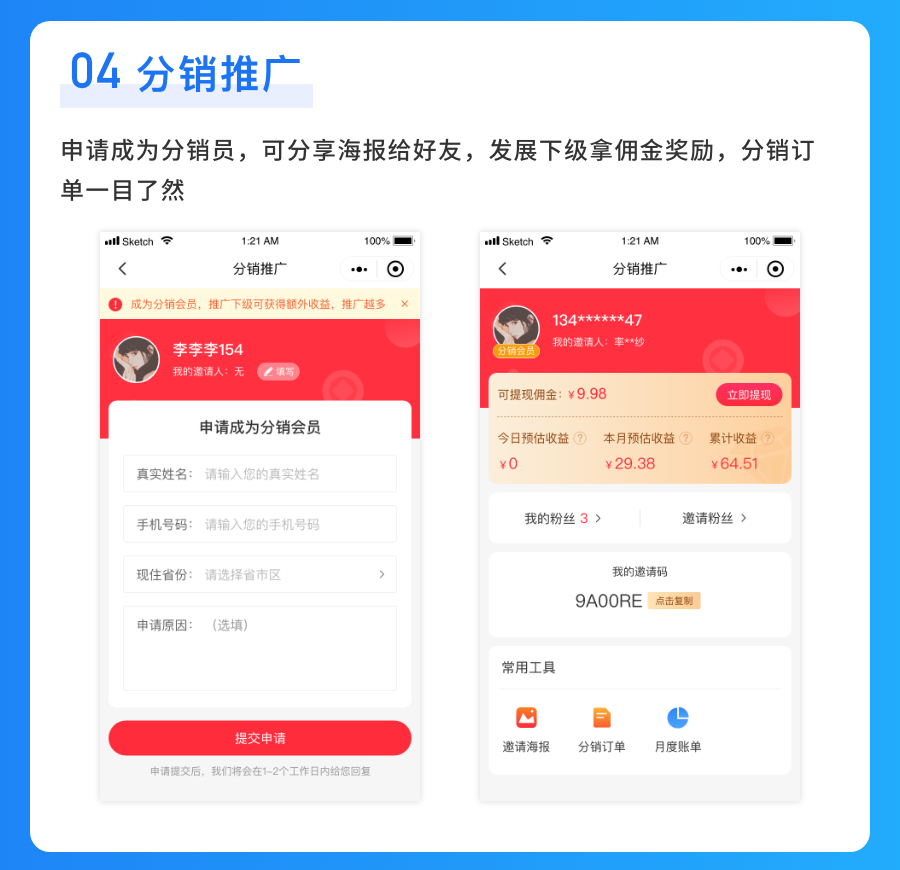 04 分销推广
申请成为分销员，可分享海报给好友，发展下级拿佣金奖励，分销订
单一目了然
Sketch 1:21 AM 100%
分销推广
成为分销会员，推广下级可获得额外收益，推广越多 ×
李李李154
我的邀请人：无 填写
申请成为分销会员
真实姓名： 请输入您的真实姓名
手机号码： 请输入您的手机号码
现住省份： 请选择省市区
申请原因： （选填）
提交申请
申请提交后，我们将会在1-2个工作日内给您回复
Sketch 1:21 AM 100%
分销推广
134******47
分销会员 我的邀请人：率**纱
可提现佣金：¥9.98 立即提现
今日预估收益 ? 本月预估收益 ? 累计收益 ?
¥0 ¥29.38 ¥64.51
我的粉丝 3 邀请粉丝
我的邀请码
9A00RE 点击复制
常用工具
邀请海报 分销订单 月度账单